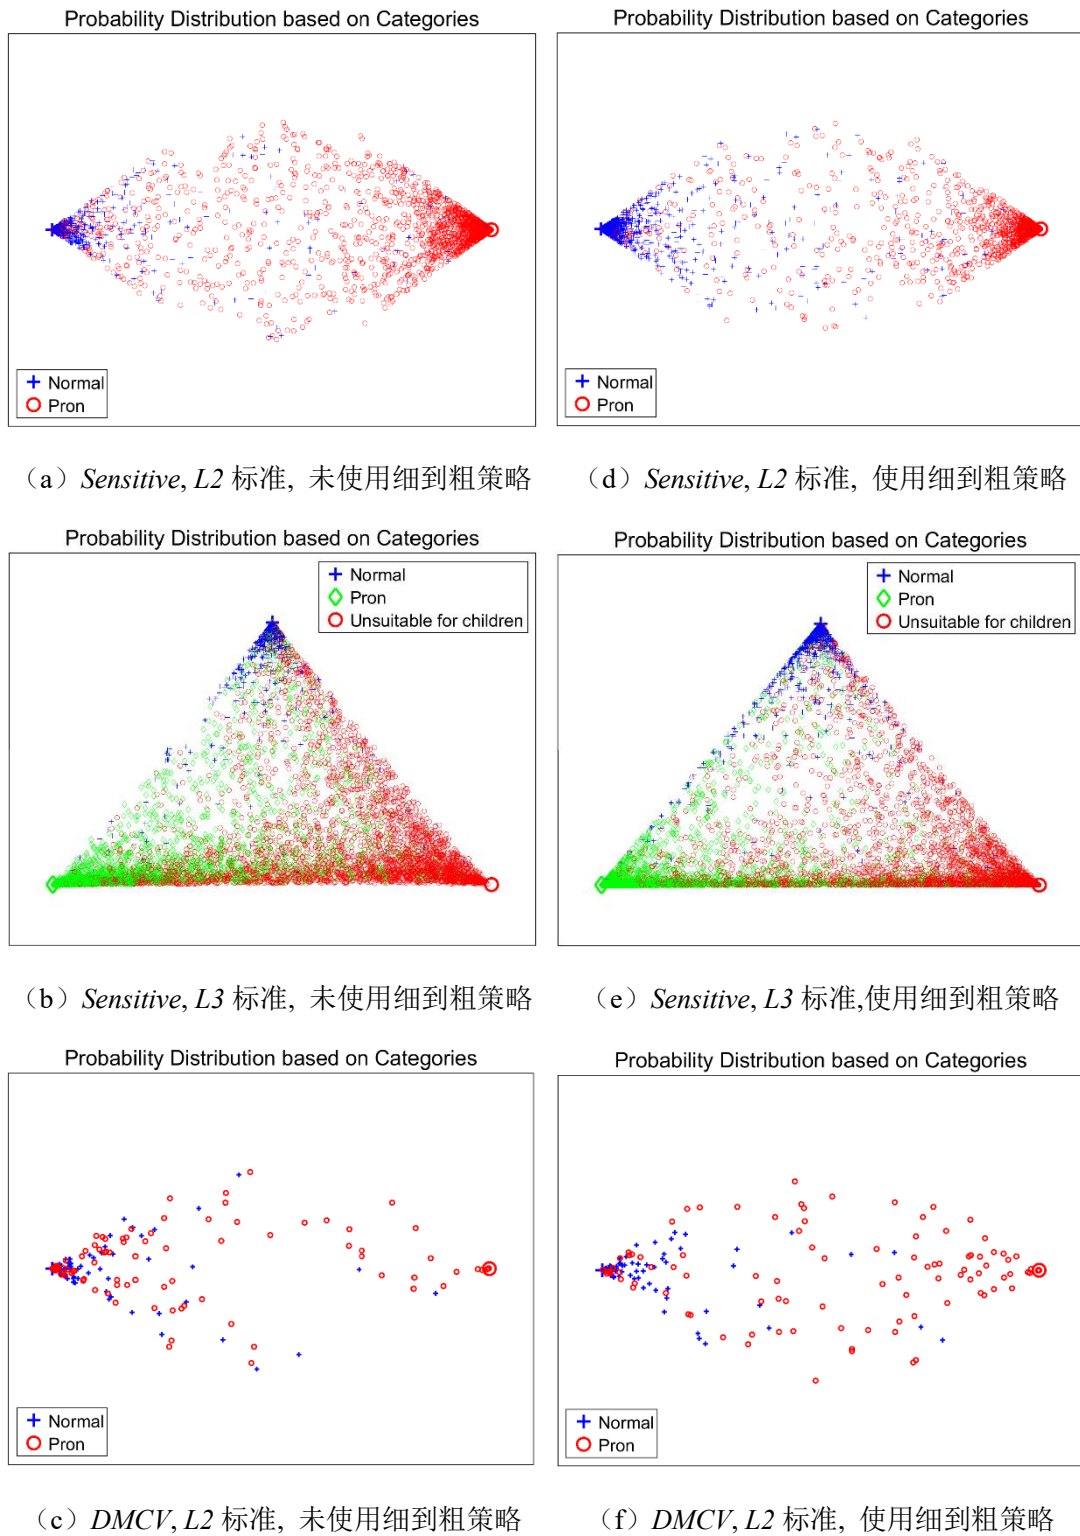 Probability Distribution based on Categories
Probability Distribution based on Categories
Normal
Pron
Normal
Pron
（a）Sensitive, L2 标准, 未使用细到粗策略
（d）Sensitive, L2 标准, 使用细到粗策略
Probability Distribution based on Categories
Probability Distribution based on Categories
Normal
Pron
Unsuitable for children
Normal
Pron
Unsuitable for children
（b）Sensitive, L3 标准, 未使用细到粗策略
（e）Sensitive, L3 标准,使用细到粗策略
Probability Distribution based on Categories
Probability Distribution based on Categories
Normal
Pron
Normal
Pron
（c）DMCV, L2 标准, 未使用细到粗策略
（f）DMCV, L2 标准, 使用细到粗策略